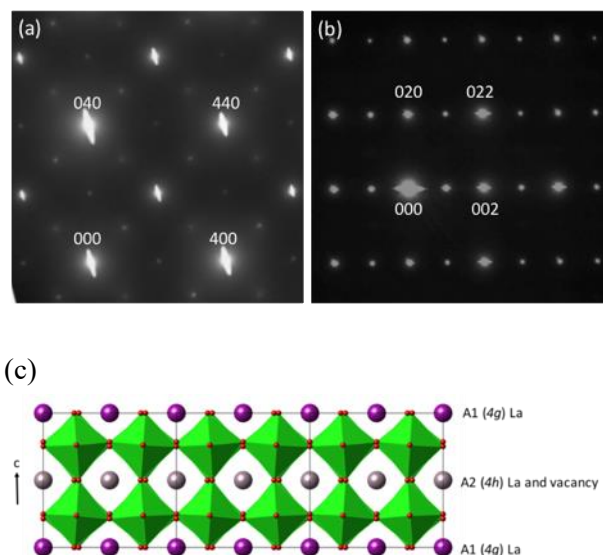 (a)
040
440
000
400
(b)
020
022
000
002
(c)
c
A1 (4g) La
A2 (4h) La and vacancy
A1 (4g) La